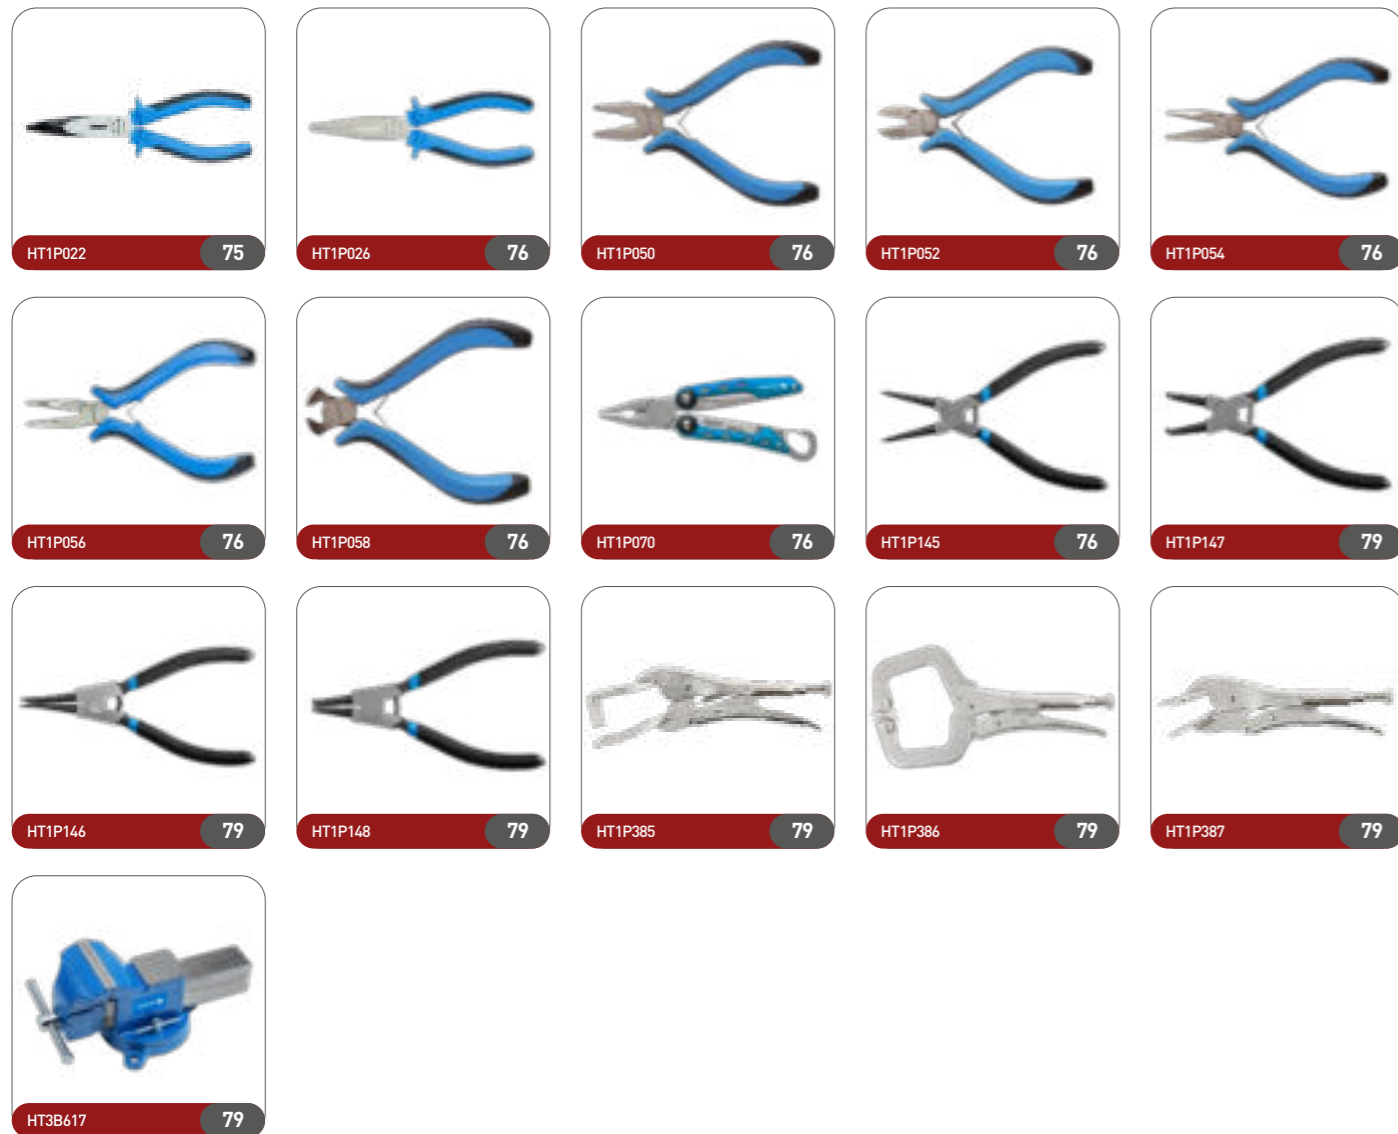 HT1P022 75
HT1P026 76
HT1P050 76
HT1P052 76
HT1P054 76
HT1P056 76
HT1P058 76
HT1P070 76
HT1P145 76
HT1P147 79
HT1P146 79
HT1P148 79
HT1P385 79
HT1P386 79
HT1P387 79
HT3B617 79